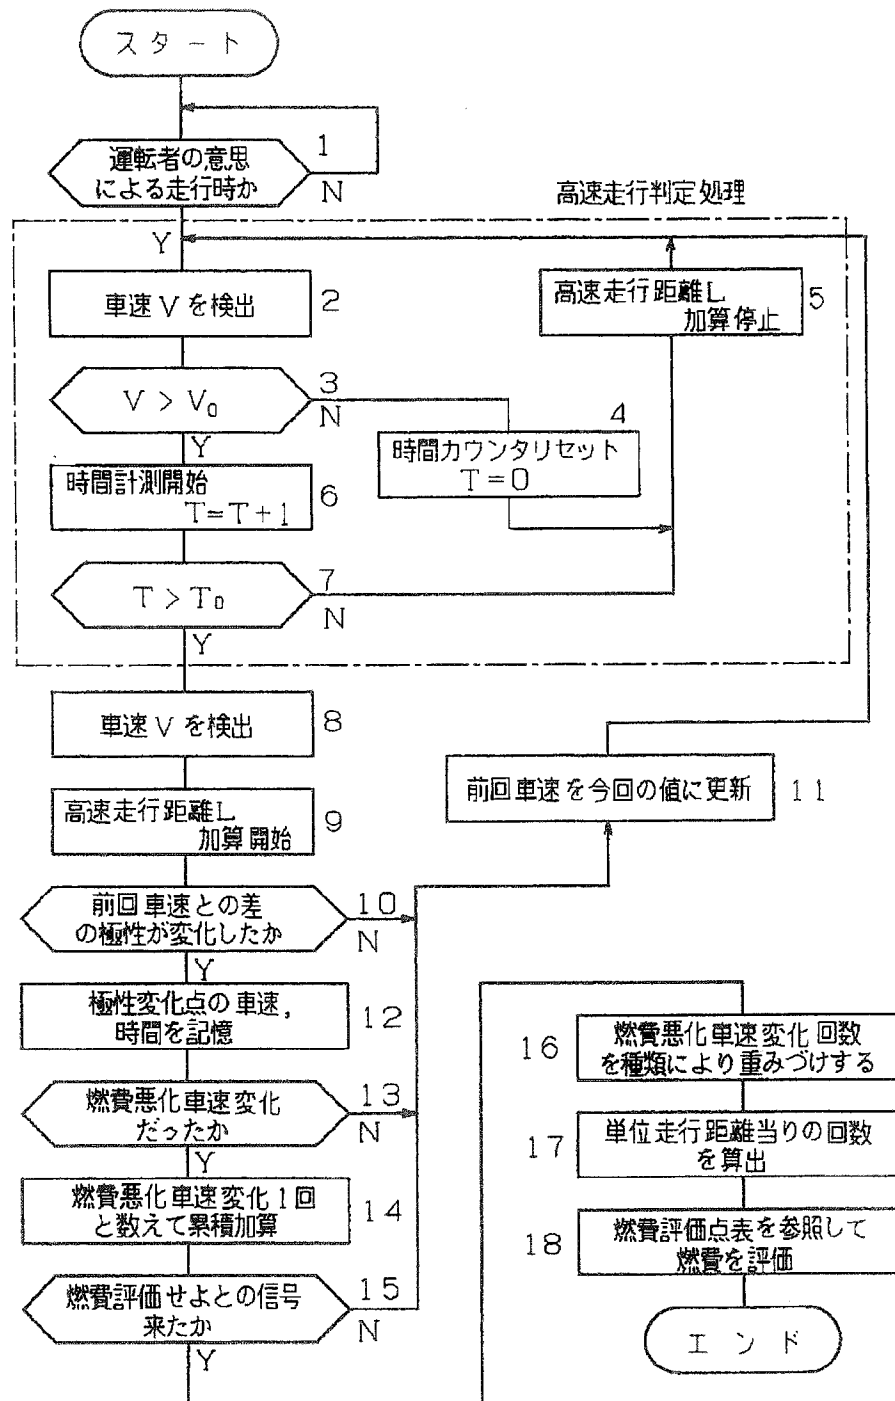 スタート
運転者の意思
による走行時か
1
N
高速走行判定処理
Y
車速Vを検出
2
高速走行距離L
加算停止
5
V>V₀
3
N
Y
4
時間カウンタリセット
T=0
時間計測開始
T=T+1
6
T>T₀
7
N
Y
車速Vを検出
8
高速走行距離L
加算開始
9
前回車速を今回の値に更新
11
前回車速との差
の極性が変化したか
10
N
Y
極性変化点の車速,
時間を記憶
12
燃費悪化車速変化
だったか
13
N
Y
燃費悪化車速変化1回
と数えて累積加算
14
燃費評価せよとの信号
来たか
15
N
Y
16
燃費悪化車速変化回数
を種類により重みづけする
17
単位走行距離当りの回数
を算出
18
燃費評価点表を参照して
燃費を評価
エンド